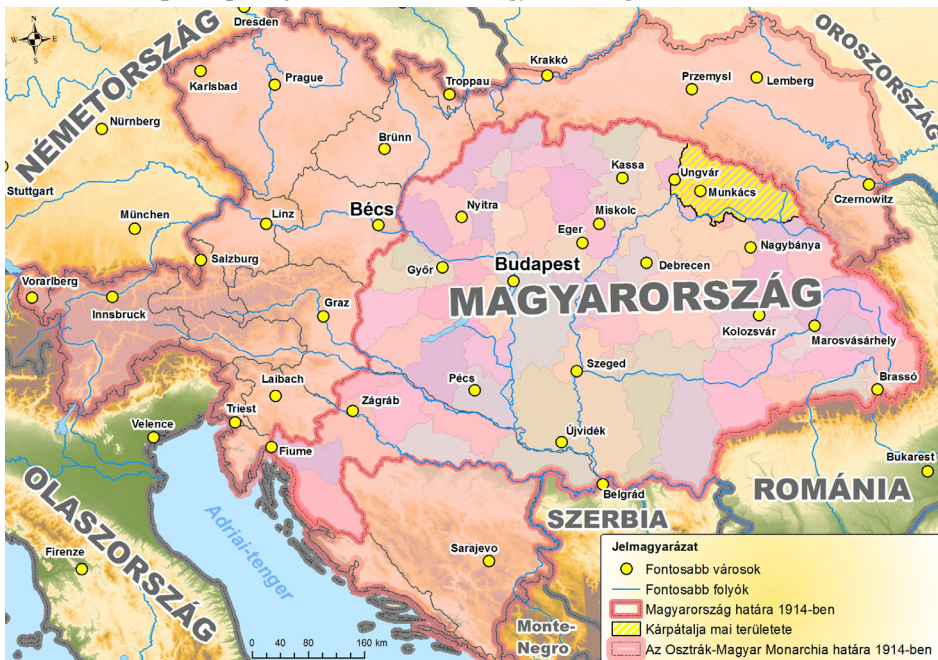 N
W E
S
Dresden
OROSZORSZÁG
NÉMETORSZÁG
Karlsbad
Prague
Troppau
Krakkó
Przemysl
Lemberg
Nürnberg
Brünn
Kassa
Ungvár
Munkács
Stuttgart
Czernowitz
München
Linz
Bécs
Nyitra
Miskolc
Eger
Nagybánya
Salzburg
Győr
Budapest
Debrecen
Vorarlberg
Innsbruck
Graz
MAGYARORSZÁG
Kolozsvár
Marosvásárhely
Laibach
Pécs
Szeged
Brassó
Triest
Zágráb
Velence
Fiume
Újvidék
Bukarest
Belgrád
ROMÁNIA
OLASZORSZÁG
SZERBIA
Adriai-tenger
Firenze
Sarajevo
Monte-
Negro
0 40 80 160 km
Jelmagyarázat
Fontosabb városok
Fontosabb folyók
Magyarország határa 1914-ben
Kárpátalja mai területete
Az Osztrák-Magyar Monarchia határa 1914-ben